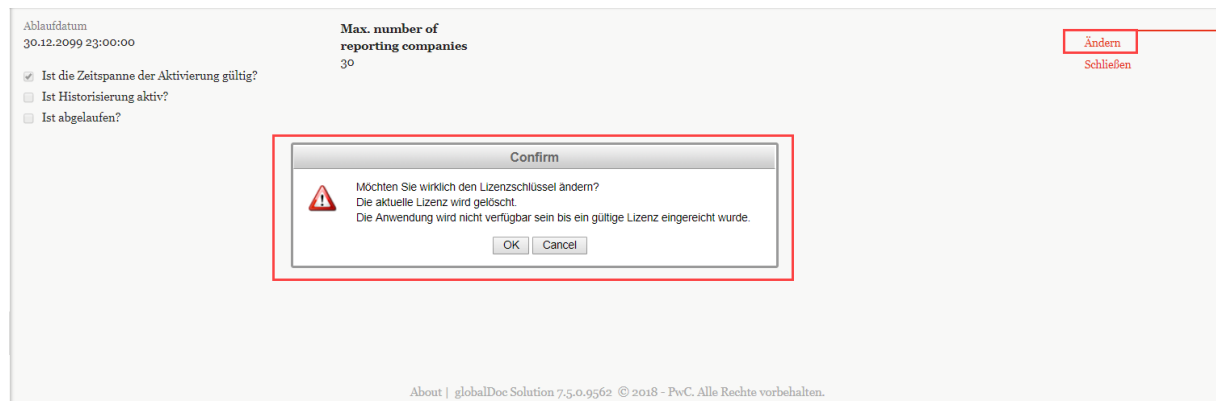 Ablaufdatum
30.12.2099 23:00:00
Ist die Zeitspanne der Aktivierung gültig?
Ist Historisierung aktiv?
Ist abgelaufen?
Max. number of
reporting companies
30
Ändern
Schließen
Confirm
Möchten Sie wirklich den Lizenzschlüssel ändern?
Die aktuelle Lizenz wird gelöscht.
Die Anwendung wird nicht verfügbar sein bis ein gültige Lizenz eingereicht wurde.
OK Cancel
About | globalDoc Solution 7.5.0.9562 © 2018 - PwC. Alle Rechte vorbehalten.